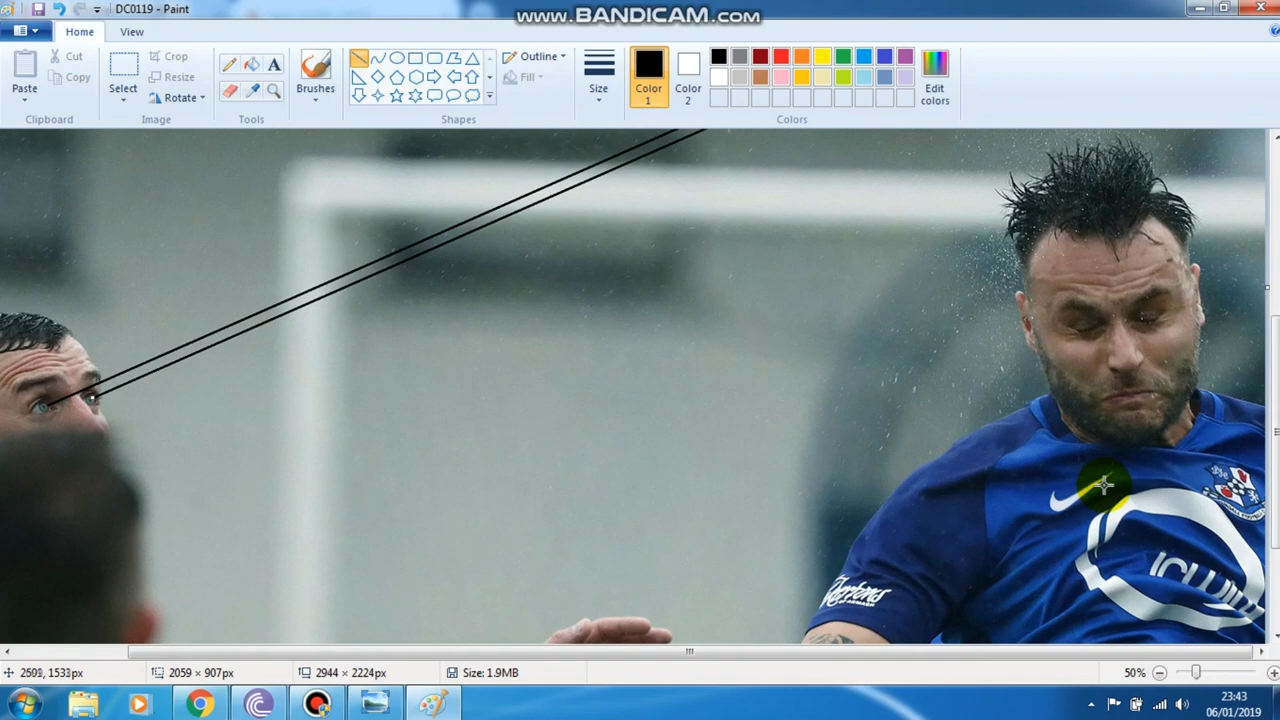 DC0119 - Paint
www.BANDICAM.com
Home
View
Paste
Cut
Copy
Clipboard
Select
Crop
Resize
Rotate
Image
Tools
Brushes
Shapes
Outline
Fill
Size
Color 1
Color 2
Edit colors
Colors
Hortons
2059 × 907px
2944 × 2224px
Size: 1.9MB
50%
23:43
06/01/2019